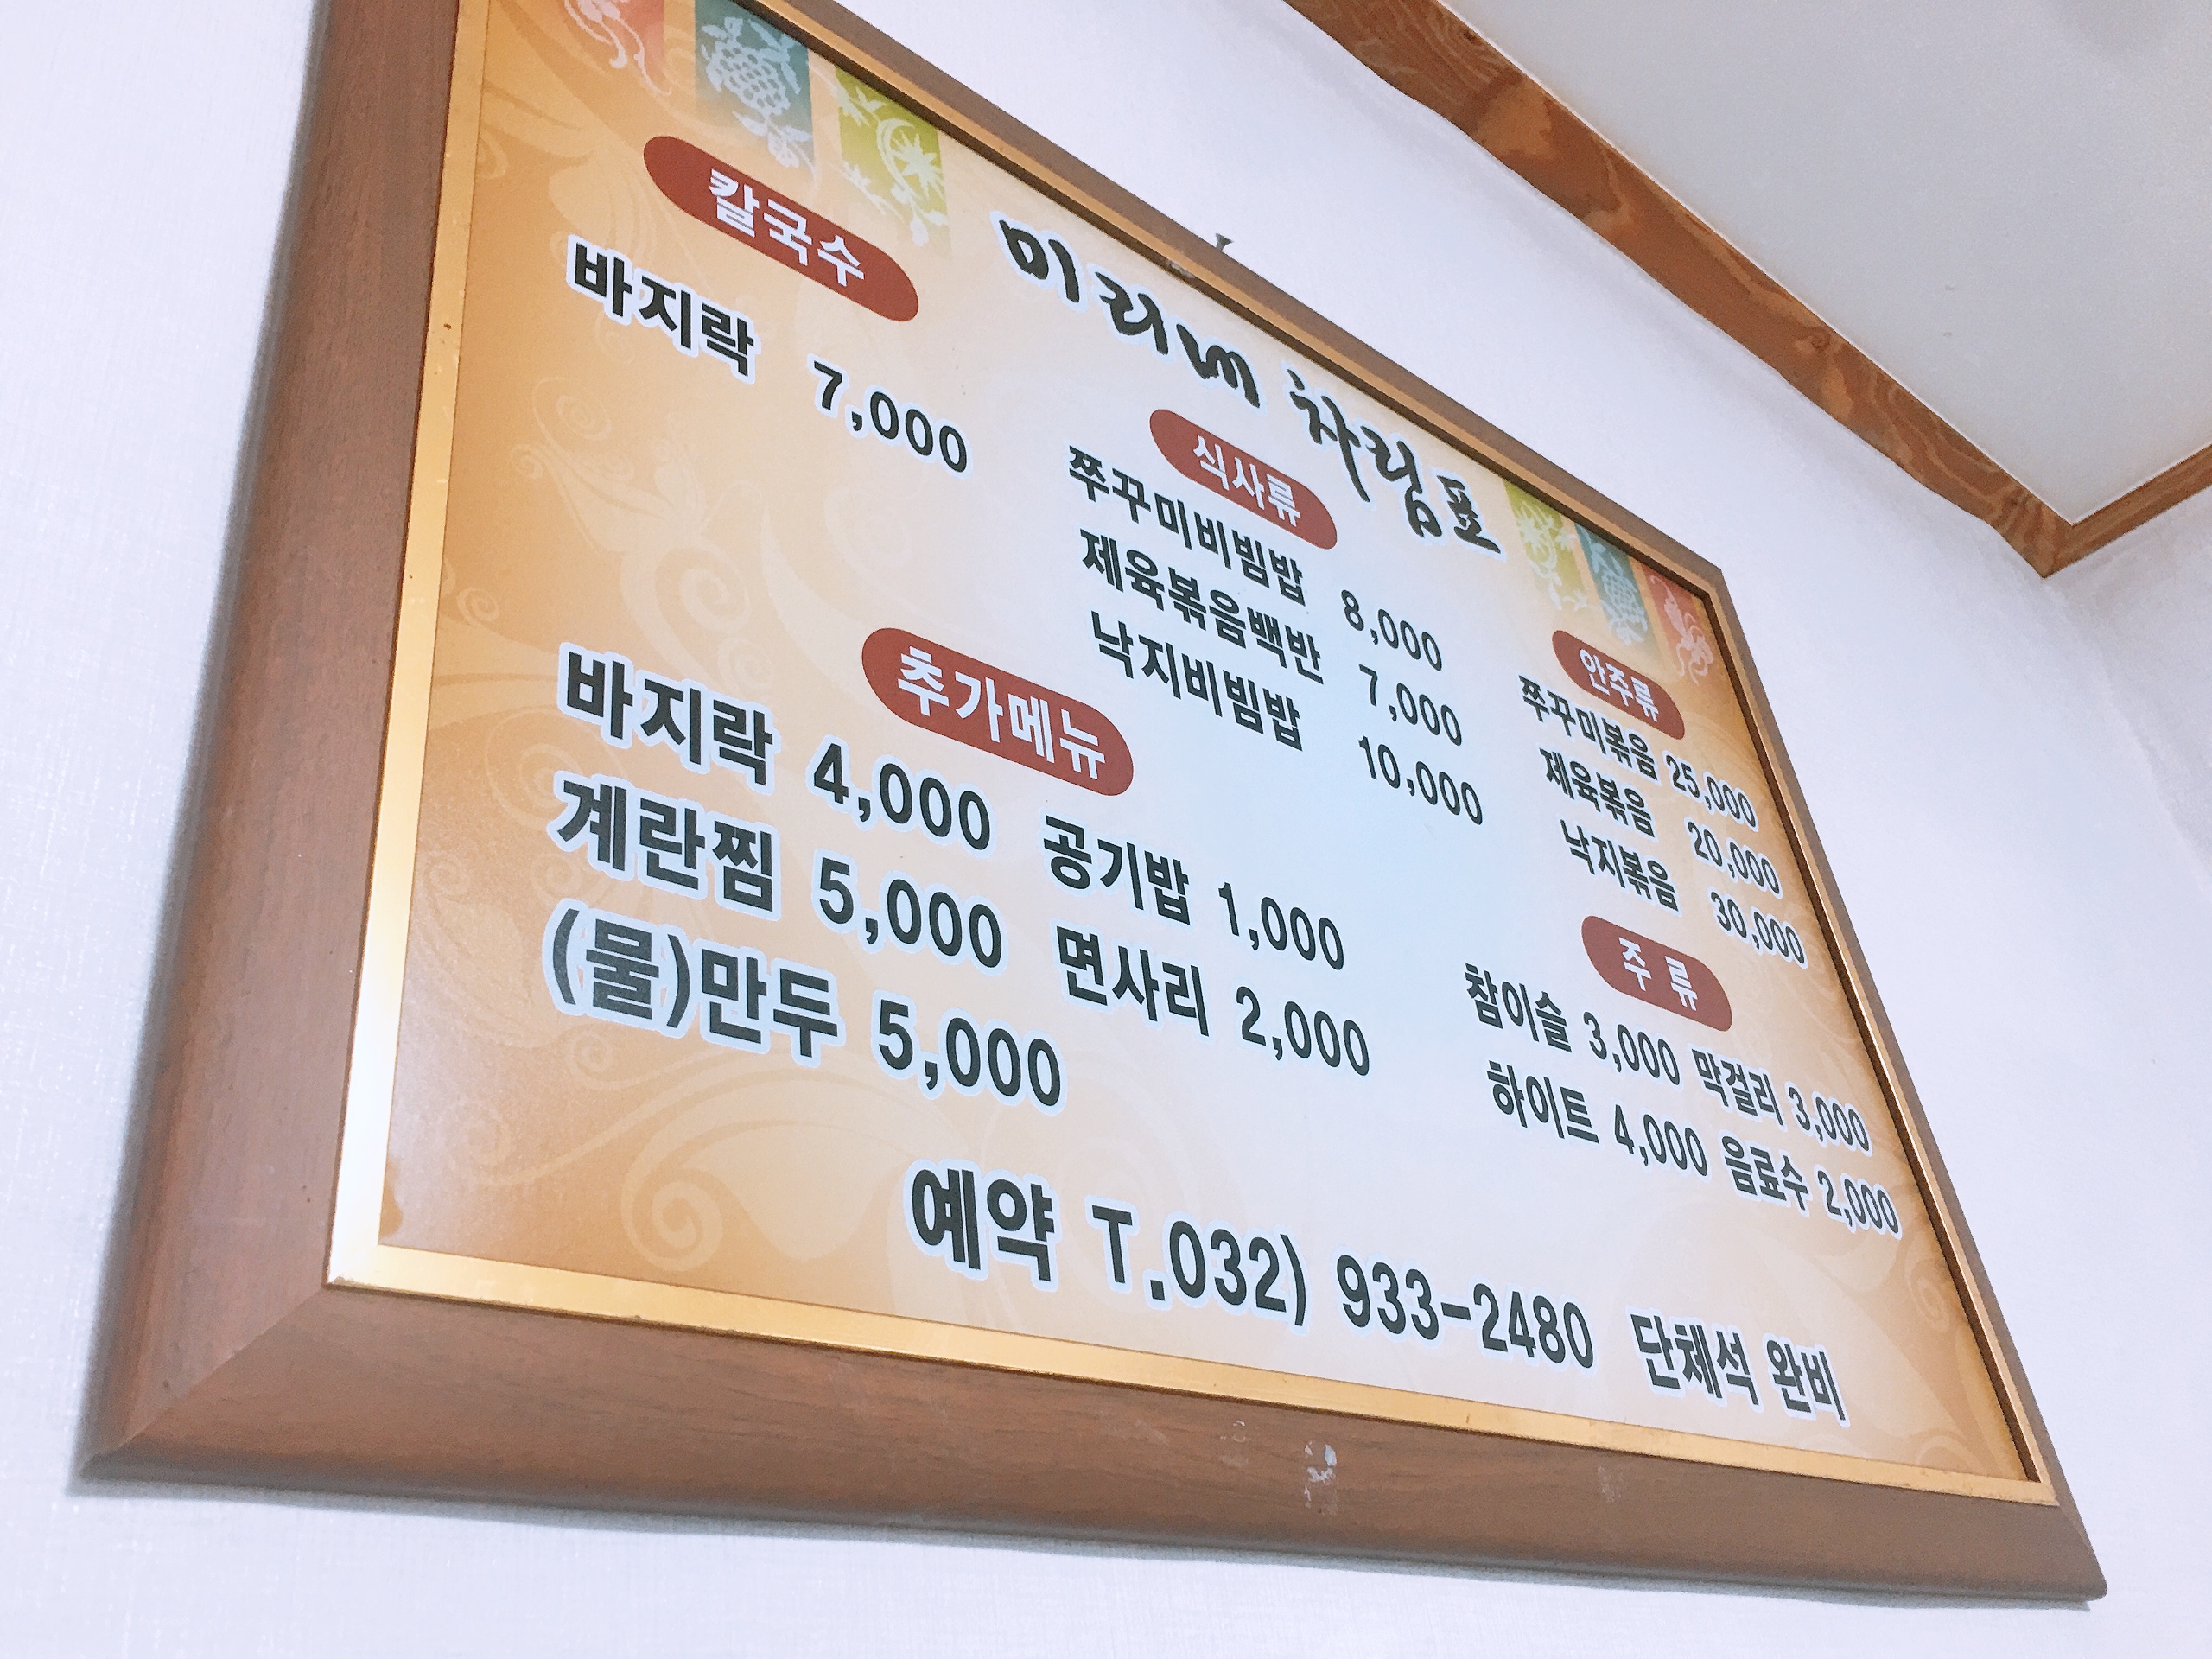 미리내 차림표
칼국수
바지락 7,000
식사류
쭈꾸미비빔밥 8,000
제육볶음백반 7,000
낙지비빔밥 10,000
안주류
쭈꾸미볶음 25,000
제육볶음 20,000
낙지볶음 30,000
추가메뉴
바지락 4,000 공기밥 1,000
계란찜 5,000 면사리 2,000
(물)만두 5,000
주 류
참이슬 3,000 막걸리 3,000
하이트 4,000 음료수 2,000
예약 T.032) 933-2480 단체석 완비